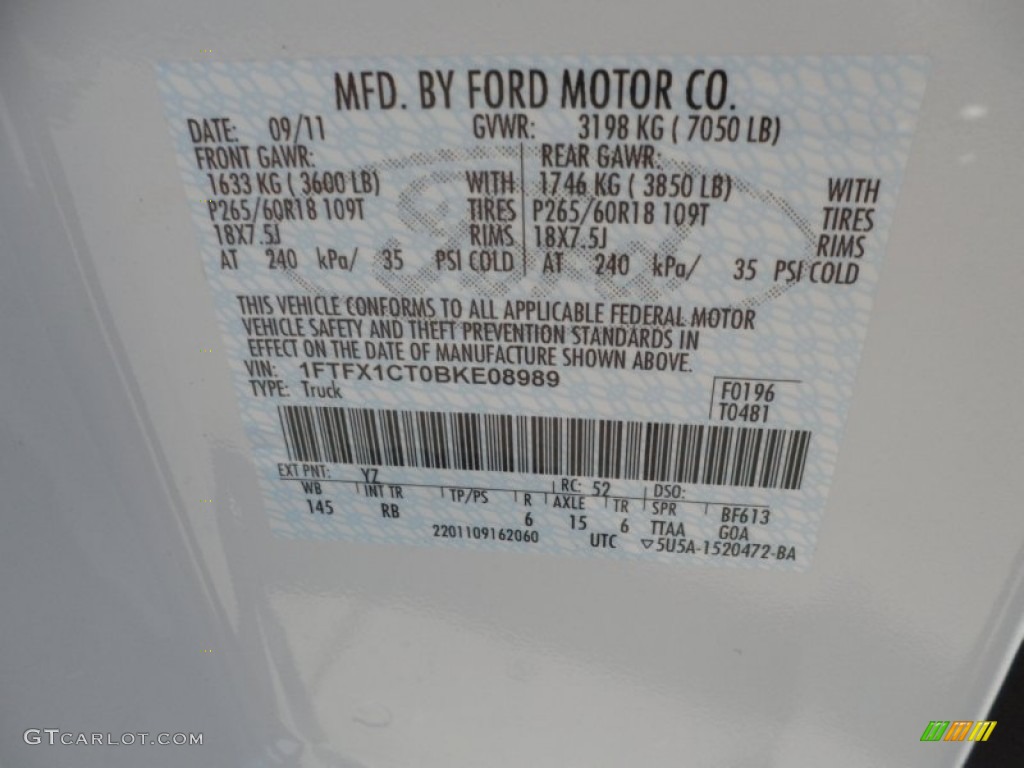 MFD. BY FORD MOTOR CO.
DATE: 09/11 GVWR: 3198 KG ( 7050 LB)
FRONT GAWR: REAR GAWR:
1633 KG ( 3600 LB) WITH 1746 KG ( 3850 LB) WITH
P265/60R18 109T TIRES P265/60R18 109T TIRES
18X7.5J RIMS 18X7.5J RIMS
AT 240 kPa/ 35 PSI COLD AT 240 kPa/ 35 PSI COLD
THIS VEHICLE CONFORMS TO ALL APPLICABLE FEDERAL MOTOR
VEHICLE SAFETY AND THEFT PREVENTION STANDARDS IN
EFFECT ON THE DATE OF MANUFACTURE SHOWN ABOVE.
VIN: 1FTFX1CT0BKE08989
TYPE: Truck
F0196
T0481
EXT PNT: YZ RC: 52 DSO:
WB INT TR TP/PS R AXLE TR SPR BF613
145 RB 6 15 6 TTAA GOA
2201109162060 UTC ▽5U5A-1520472-BA
Ford
GTCARLOT.COM